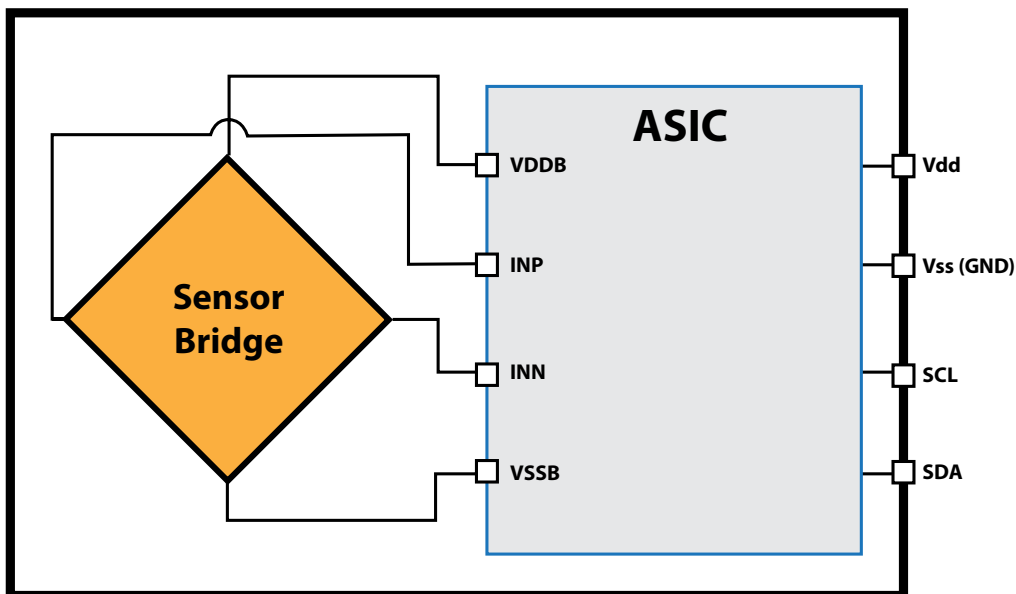 ASIC
VDDB
Vdd
INP
Vss (GND)
Sensor
Bridge
INN
SCL
VSSB
SDA